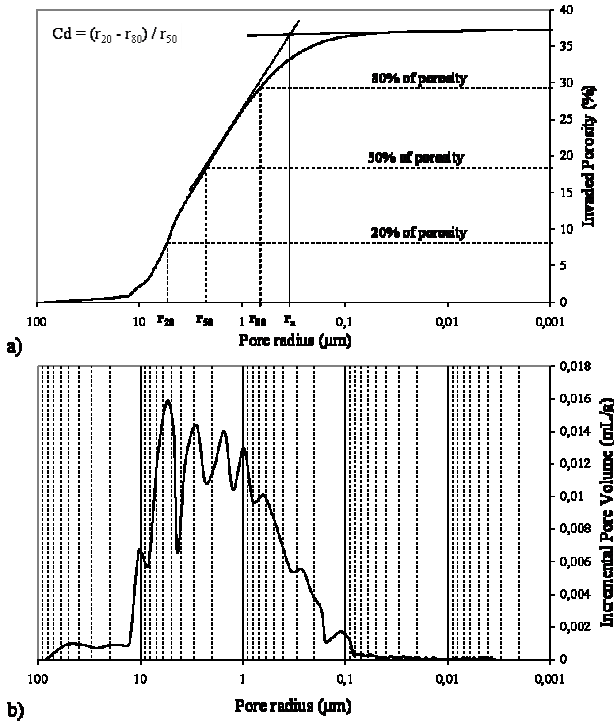 Cd = (r20 - r80) / r50
80% of porosity
50% of porosity
20% of porosity
40
35
30
25
20
15
10
5
0
Invaded Porosity (%)
100
10
r20
r50
1
r80
ra
0,1
0,01
0,001
Pore radius (µm)
a)
0,018
0,016
0,014
0,012
0,01
0,008
0,006
0,004
0,002
0
Incremental Pore Volume (mL/g)
100
10
1
0,1
0,01
0,001
Pore radius (µm)
b)